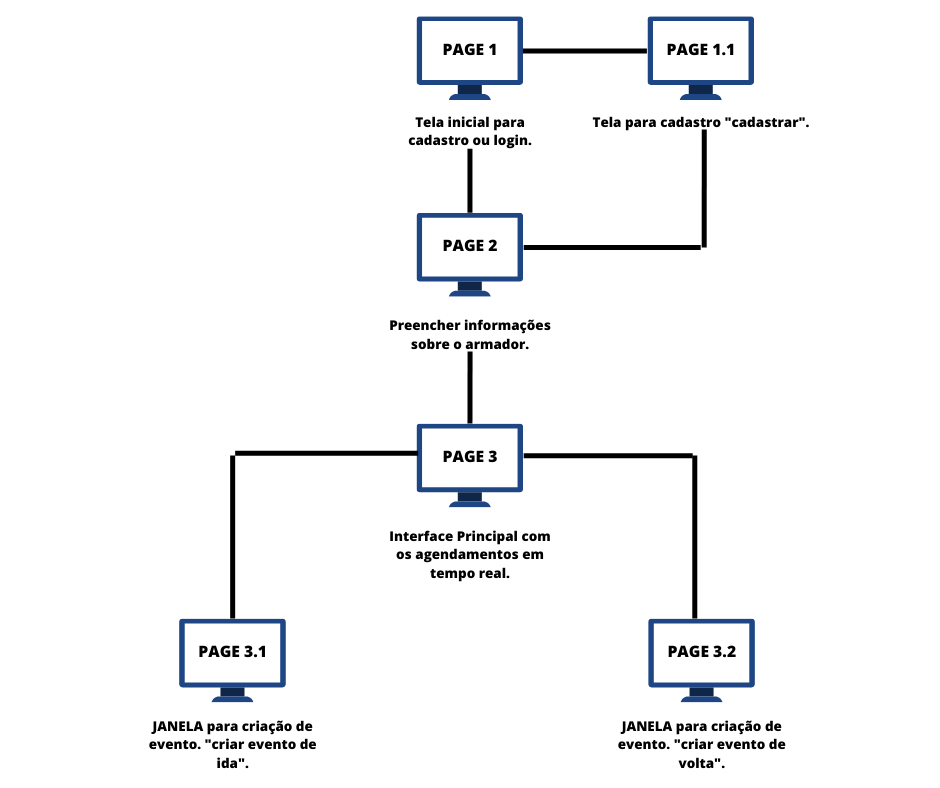 PAGE 1
PAGE 1.1
Tela inicial para
cadastro ou login.
Tela para cadastro "cadastrar".
PAGE 2
Preencher informações
sobre o armador.
PAGE 3
Interface Principal com
os agendamentos em
tempo real.
PAGE 3.1
JANELA para criação de
evento. "criar evento de
ida".
PAGE 3.2
JANELA para criação de
evento. "criar evento de
volta".